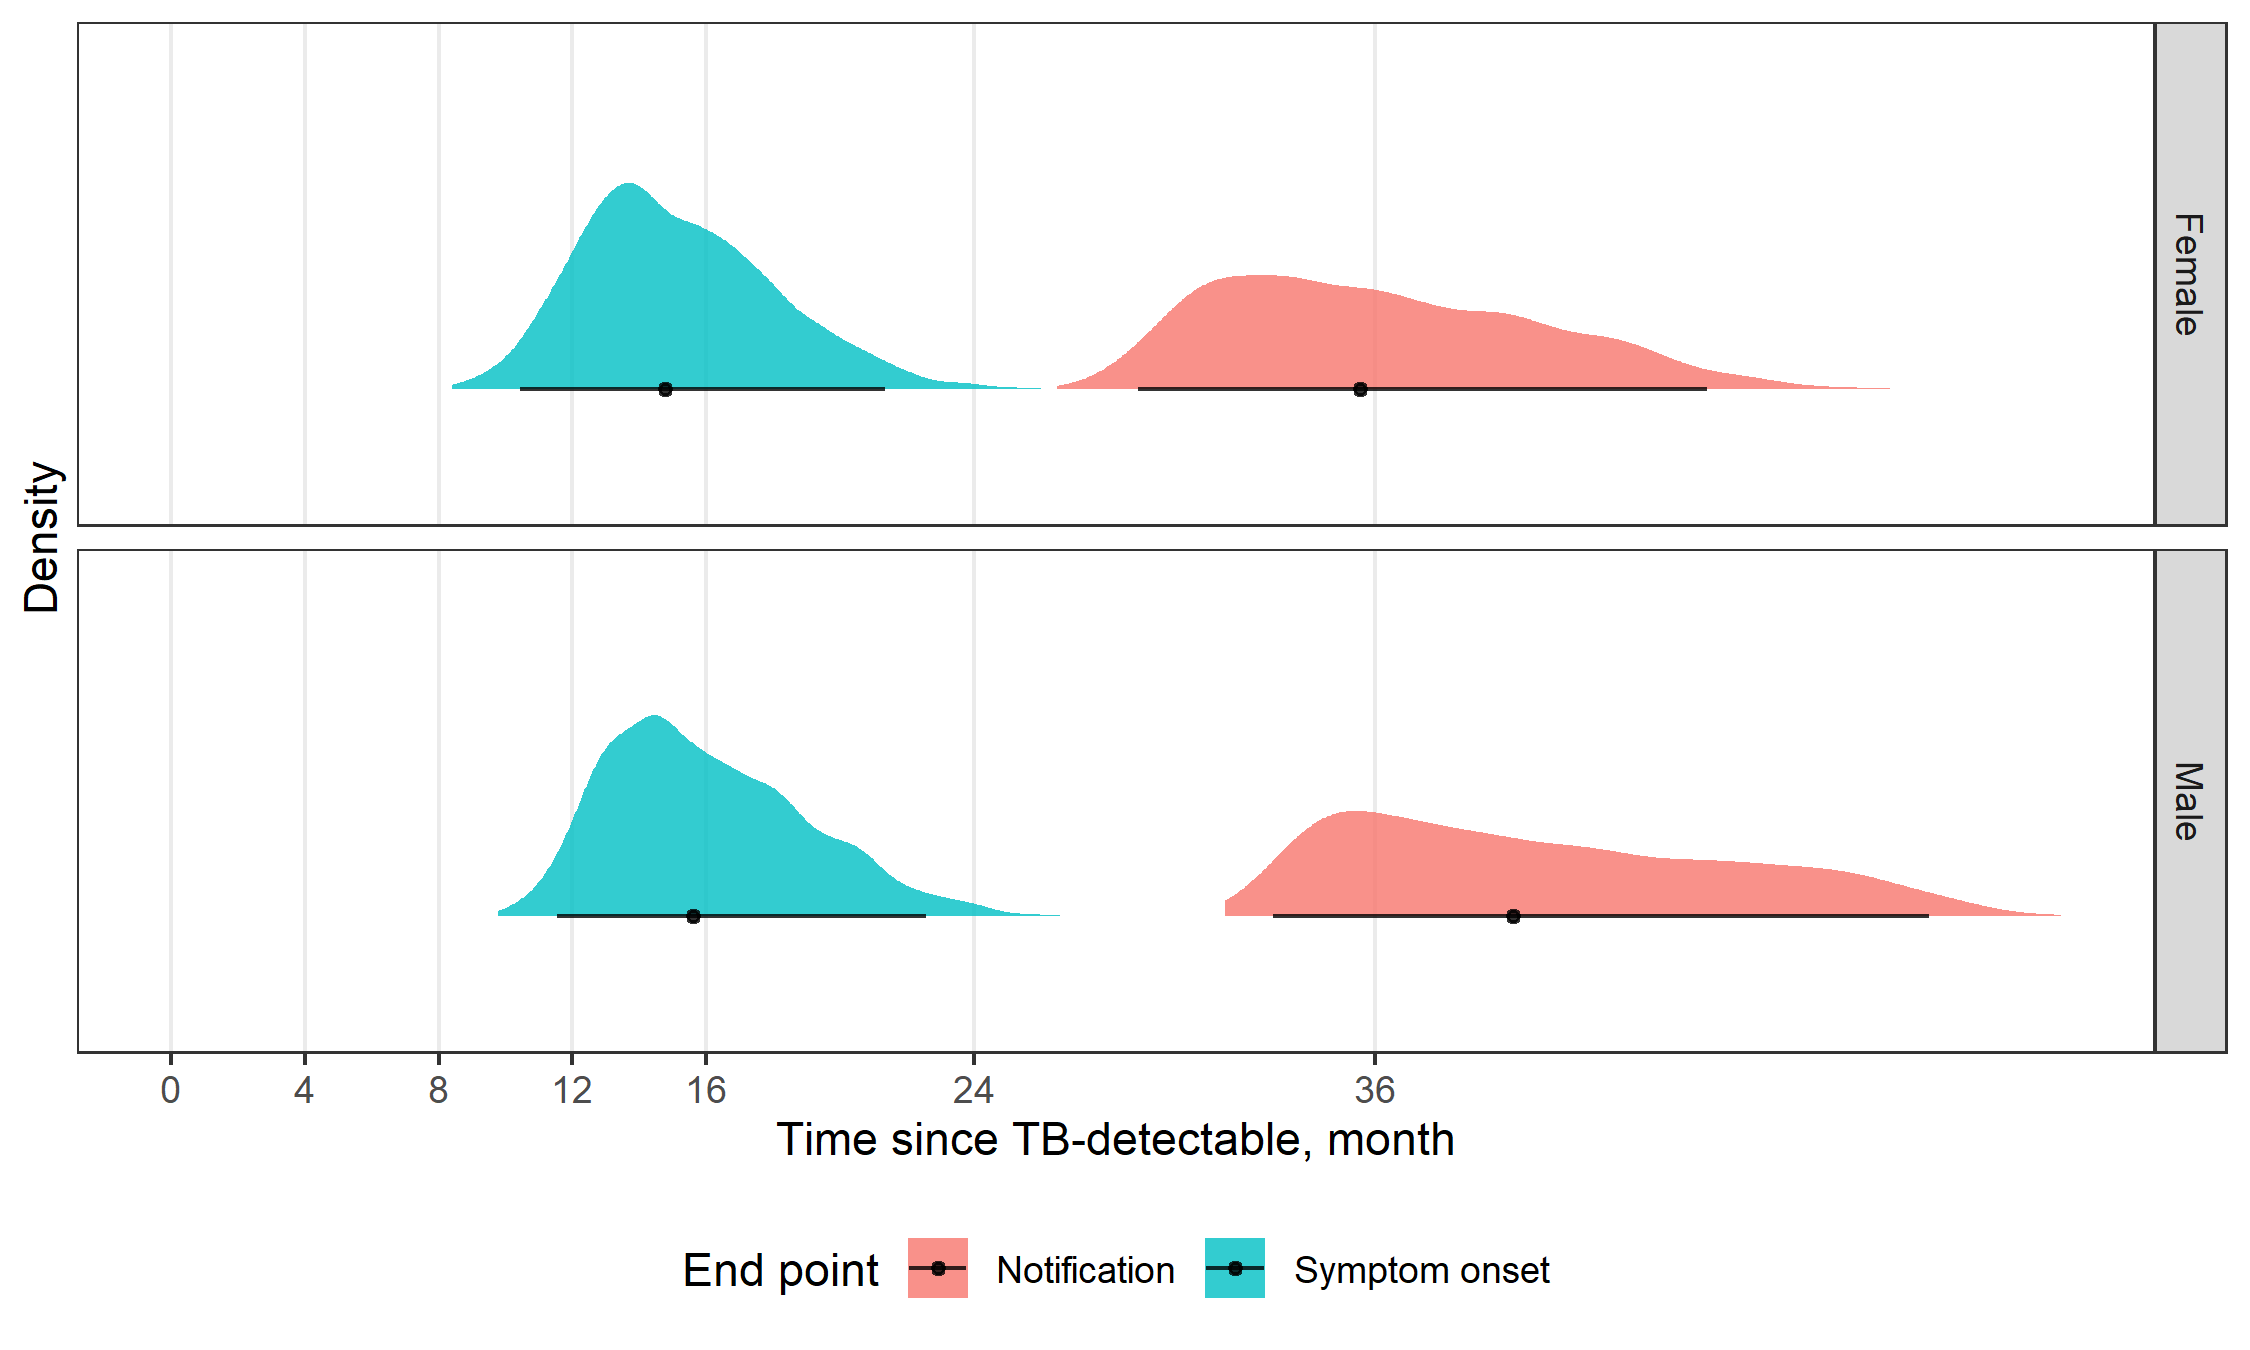 Density
Female
Male
0 4 8 12 16 24 36
Time since TB-detectable, month
End point Notification Symptom onset